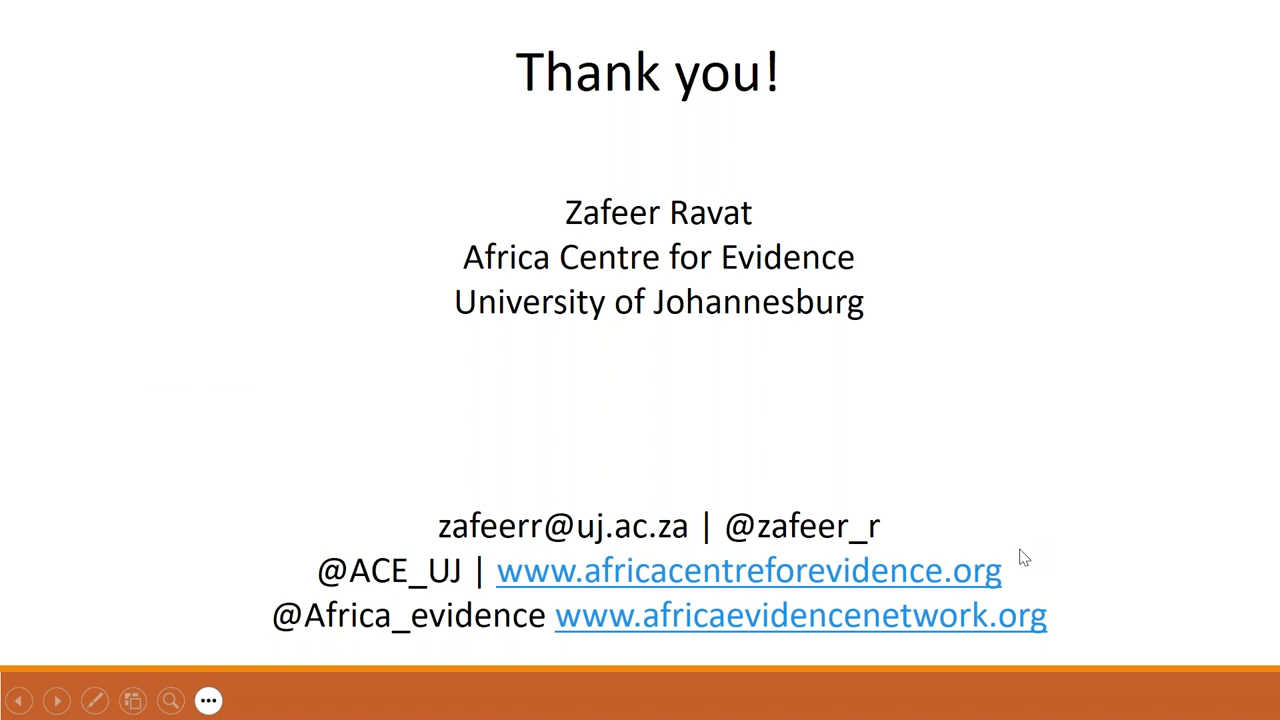 Thank you!
Zafeer Ravat
Africa Centre for Evidence
University of Johannesburg
zafeerr@uj.ac.za | @zafeer_r
@ACE_UJ | www.africacentreforevidence.org
@Africa_evidence www.africaevidencenetwork.org